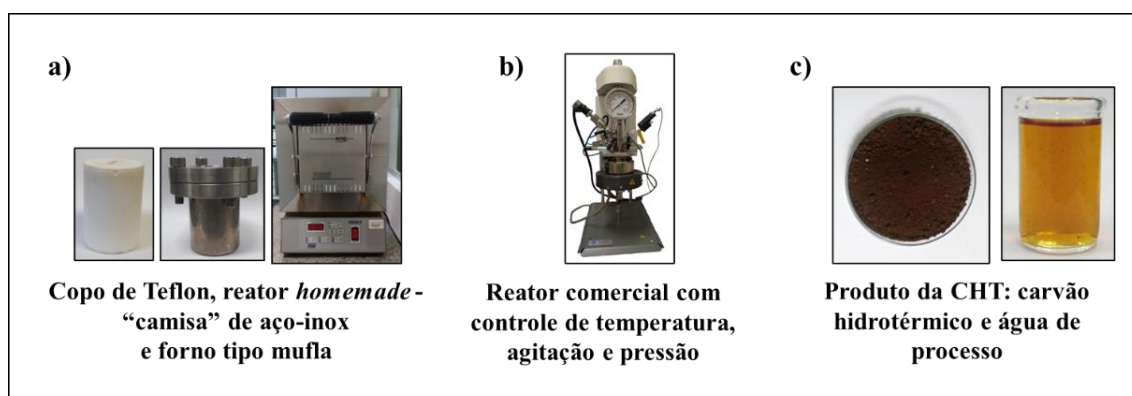 a)
b)
c)
Copo de Teflon, reator homemade -
“camisa” de aço-inox
e forno tipo mufla
Reator comercial com
controle de temperatura,
agitação e pressão
Produto da CHT: carvão
hidrotérmico e água de
processo